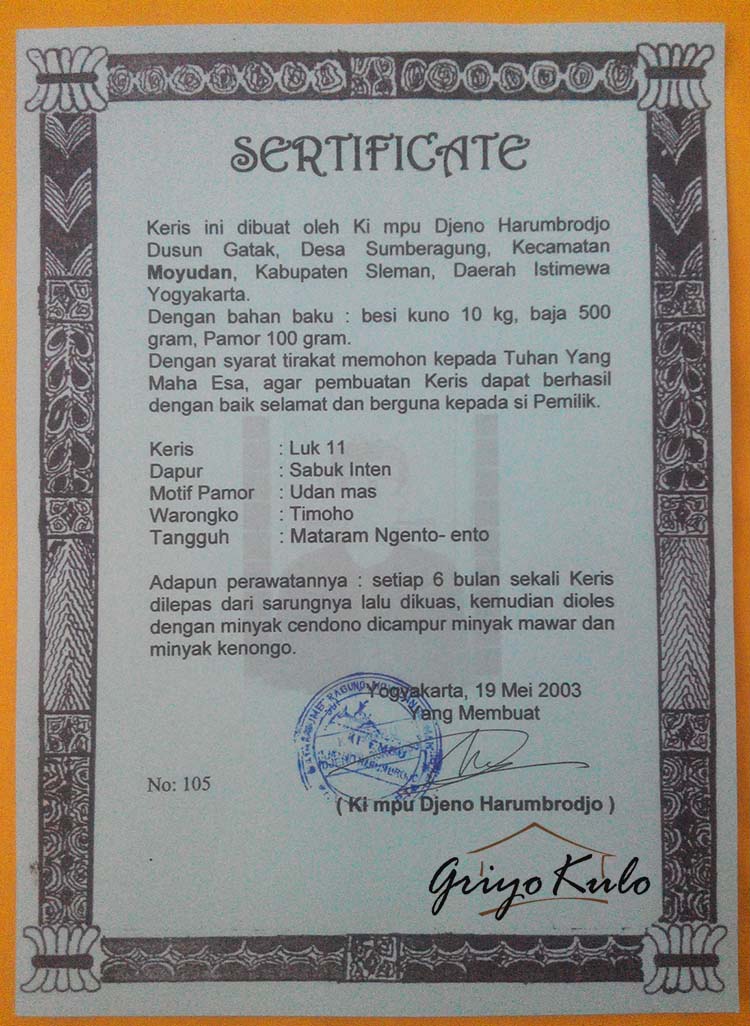 SERTIFICATE
Keris ini dibuat oleh Ki mpu Djeno Harumbrodjo
Dusun Gatak, Desa Sumberagung, Kecamatan
Moyudan, Kabupaten Sleman, Daerah Istimewa
Yogyakarta.
Dengan bahan baku : besi kuno 10 kg, baja 500
gram, Pamor 100 gram.
Dengan syarat tirakat memohon kepada Tuhan Yang
Maha Esa, agar pembuatan Keris dapat berhasil
dengan baik selamat dan berguna kepada si Pemilik.
Keris : Luk 11
Dapur : Sabuk Inten
Motif Pamor : Udan mas
Warongko : Timoho
Tangguh : Mataram Ngento- ento
Adapun perawatannya : setiap 6 bulan sekali Keris
dilepas dari sarungnya lalu dikuas, kemudian dioles
dengan minyak cendono dicampur minyak mawar dan
minyak kenongo.
Yogyakarta, 19 Mei 2003
Yang Membuat
No: 105
( Ki mpu Djeno Harumbrodjo )
Griyo Kulo